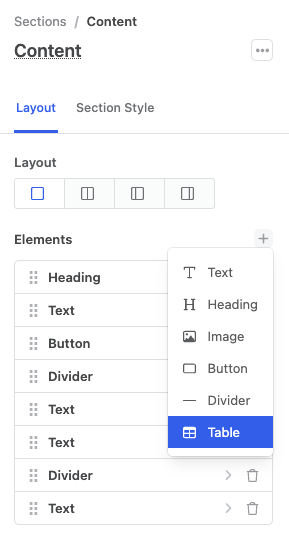 Sections / Content
Content
Layout Section Style
Layout
Elements
Heading
Text
Button
Divider
Text
Text
Divider
Text
Text
Heading
Image
Button
Divider
Table